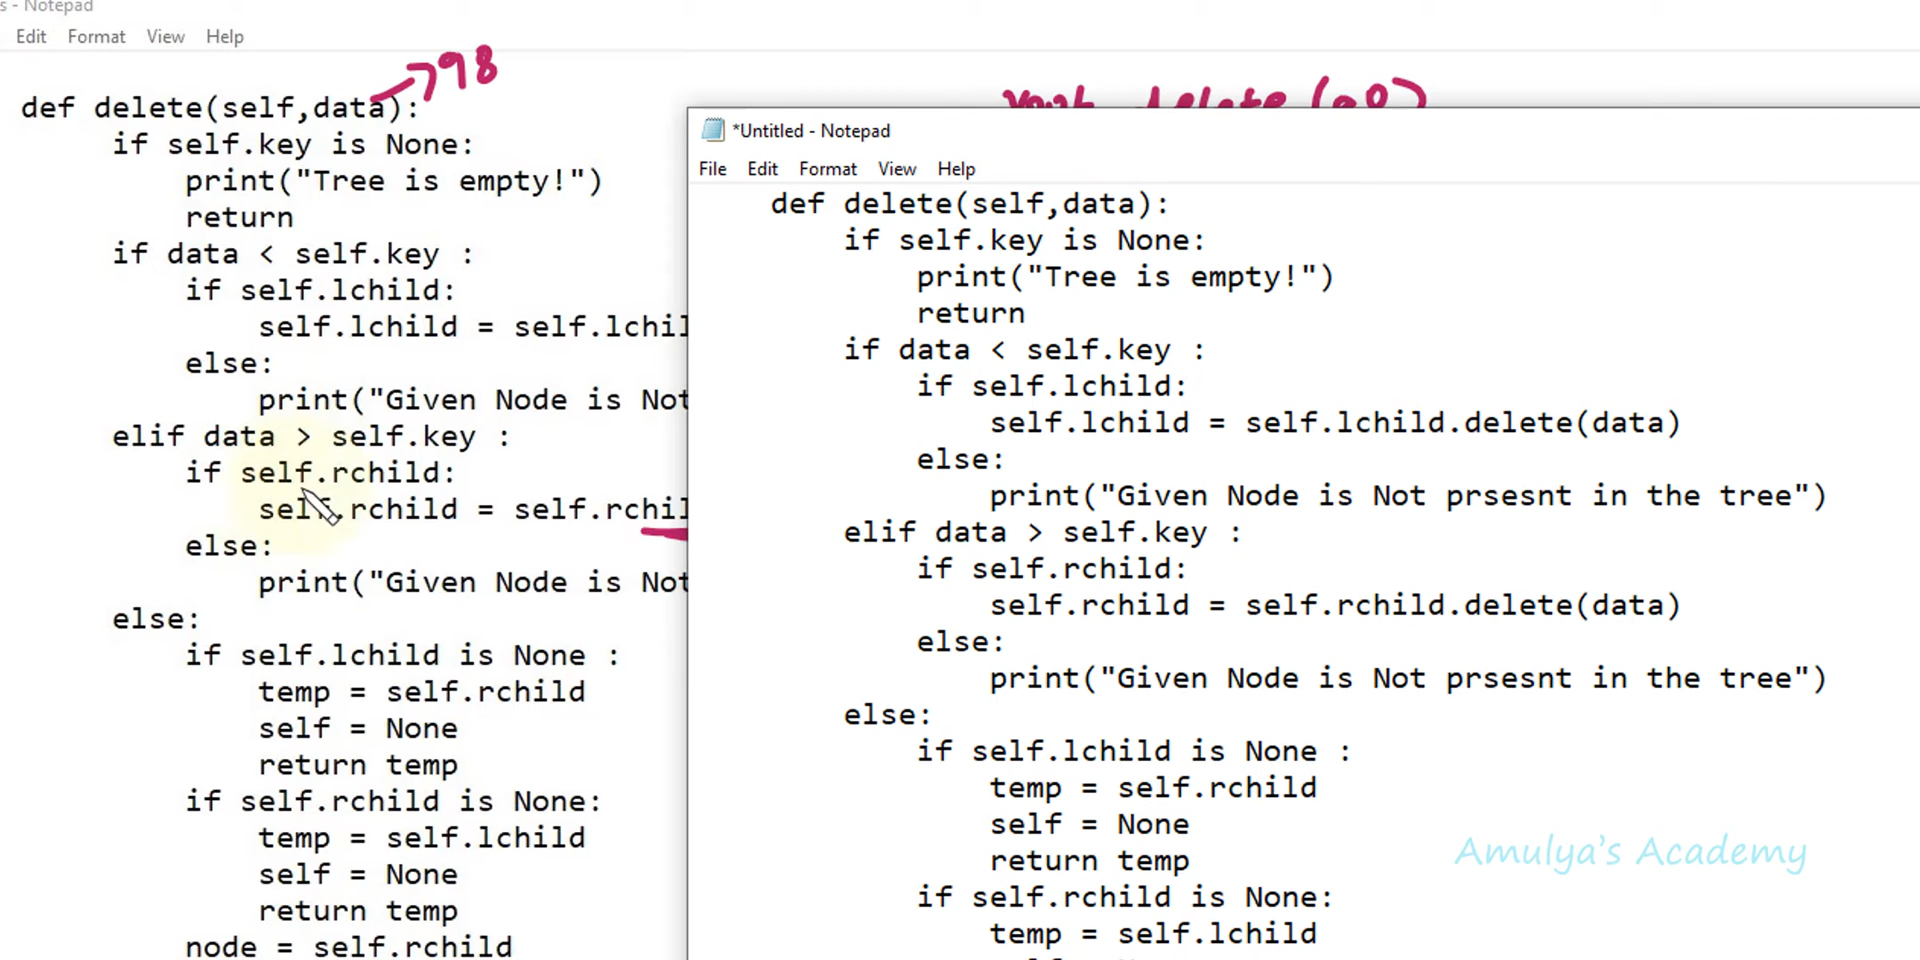 s - Notepad
Edit Format View Help
98
def delete(self,data):
if self.key is None:
print("Tree is empty!")
return
if data < self.key :
if self.lchild:
self.lchild = self.lchil
else:
print("Given Node is Not
elif data > self.key :
if self.rchild:
self.rchild = self.rchil
else:
print("Given Node is Not
else:
if self.lchild is None :
temp = self.rchild
self = None
return temp
if self.rchild is None:
temp = self.lchild
self = None
return temp
node = self.rchild
delete
*Untitled - Notepad
File Edit Format View Help
def delete(self,data):
if self.key is None:
print("Tree is empty!")
return
if data < self.key :
if self.lchild:
self.lchild = self.lchild.delete(data)
else:
print("Given Node is Not prsesnt in the tree")
elif data > self.key :
if self.rchild:
self.rchild = self.rchild.delete(data)
else:
print("Given Node is Not prsesnt in the tree")
else:
if self.lchild is None :
temp = self.rchild
self = None
return temp
if self.rchild is None:
temp = self.lchild
Amulya's Academy